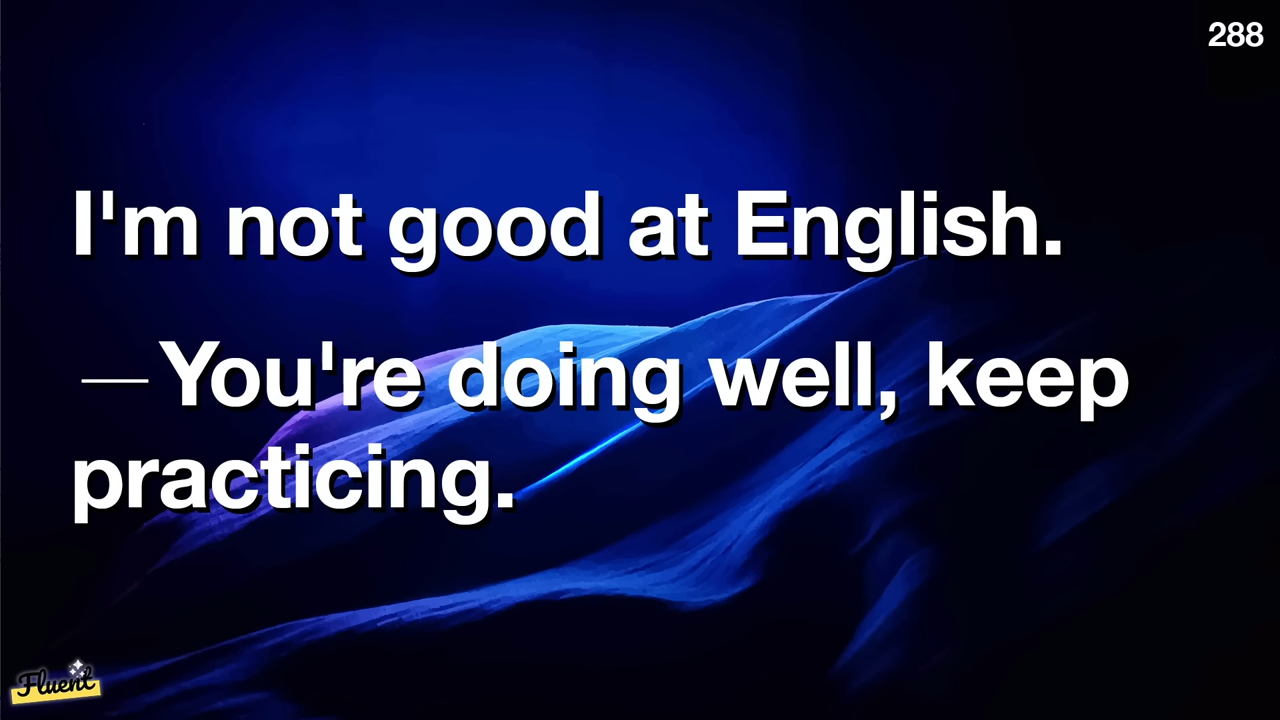 288
I'm not good at English.
— You're doing well, keep
practicing.
Fluent